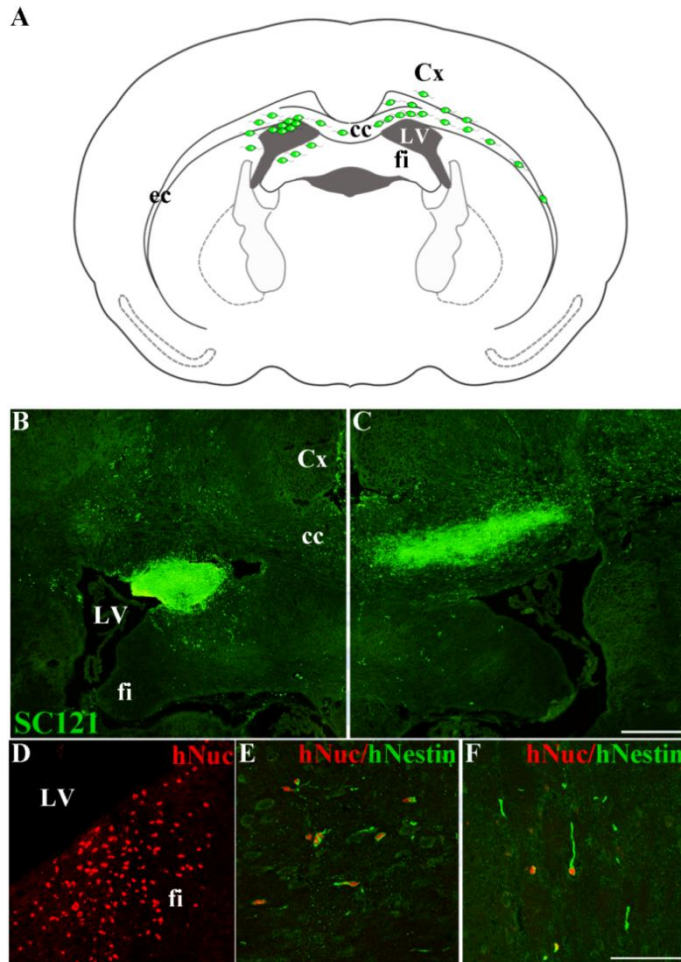 A
Cx
cc
LV
fi
ec
B
Cx
cc
LV
fi
SC121
C
D
hNuc
LV
fi
E
hNuc/hNestin
F
hNuc/hNestin